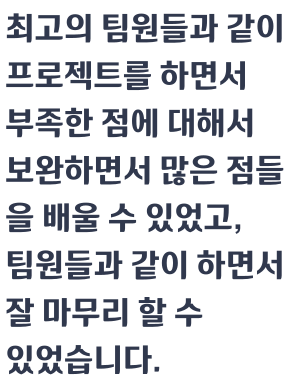 최고의 팀원들과 같이
프로젝트를 하면서
부족한 점에 대해서
보완하면서 많은 점들
을 배울 수 있었고,
팀원들과 같이 하면서
잘 마무리 할 수
있었습니다.